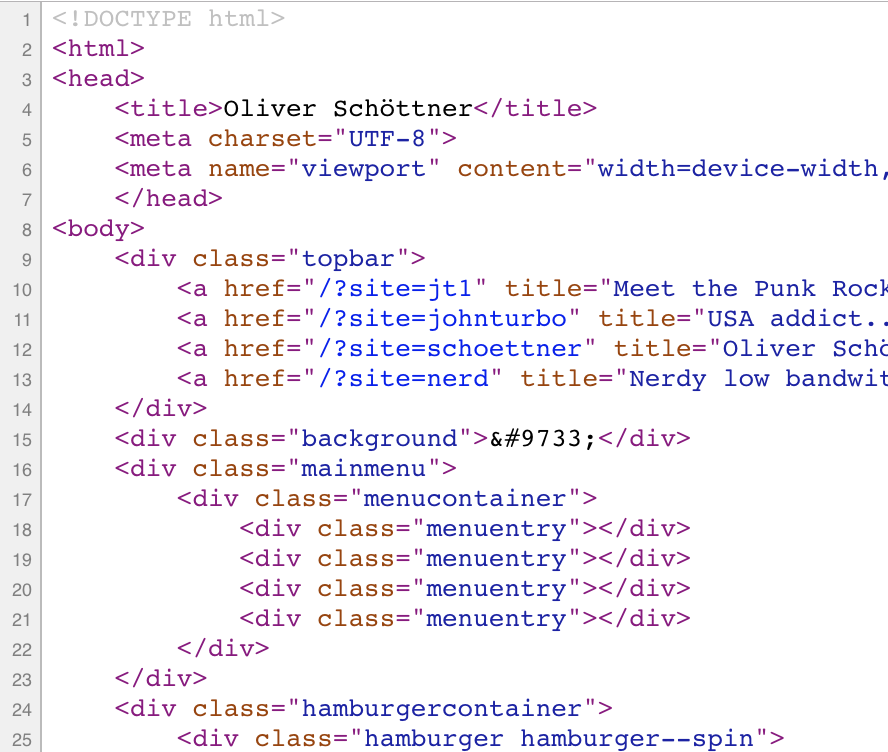 1 <!DOCTYPE html>
2 <html>
3 <head>
4 <title>Oliver Schöttner</title>
5 <meta charset="UTF-8">
6 <meta name="viewport" content="width=device-width,
7 </head>
8 <body>
9 <div class="topbar">
10 <a href="/?site=jt1" title="Meet the Punk Rock
11 <a href="/?site=johnturbo" title="USA addict..
12 <a href="/?site=schoettner" title="Oliver Schö
13 <a href="/?site=nerd" title="Nerdy low bandwit
14 </div>
15 <div class="background">&#9733;</div>
16 <div class="mainmenu">
17 <div class="menucontainer">
18 <div class="menuentry"></div>
19 <div class="menuentry"></div>
20 <div class="menuentry"></div>
21 <div class="menuentry"></div>
22 </div>
23 </div>
24 <div class="hamburgercontainer">
25 <div class="hamburger hamburger--spin">